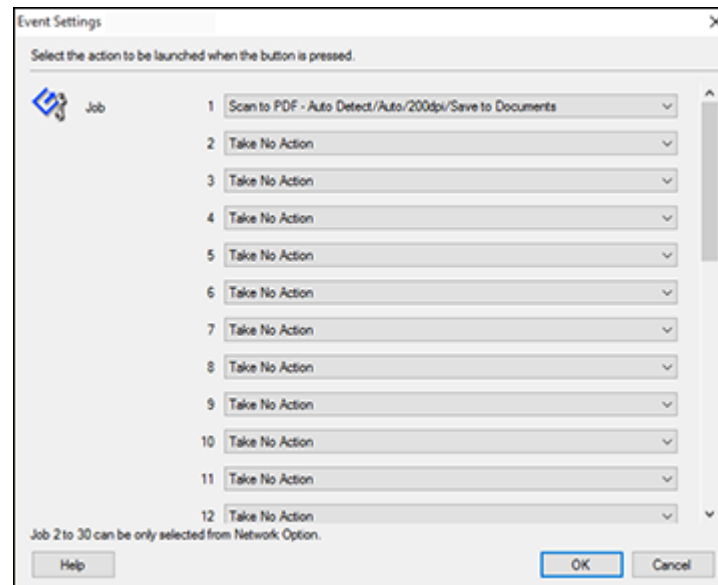 Event Settings
Select the action to be launched when the button is pressed.
Job 1 Scan to PDF - Auto Detect/Auto/200dpi/Save to Documents
2 Take No Action
3 Take No Action
4 Take No Action
5 Take No Action
6 Take No Action
7 Take No Action
8 Take No Action
9 Take No Action
10 Take No Action
11 Take No Action
12 Take No Action
Job 2 to 30 can be only selected from Network Option.
Help OK Cancel